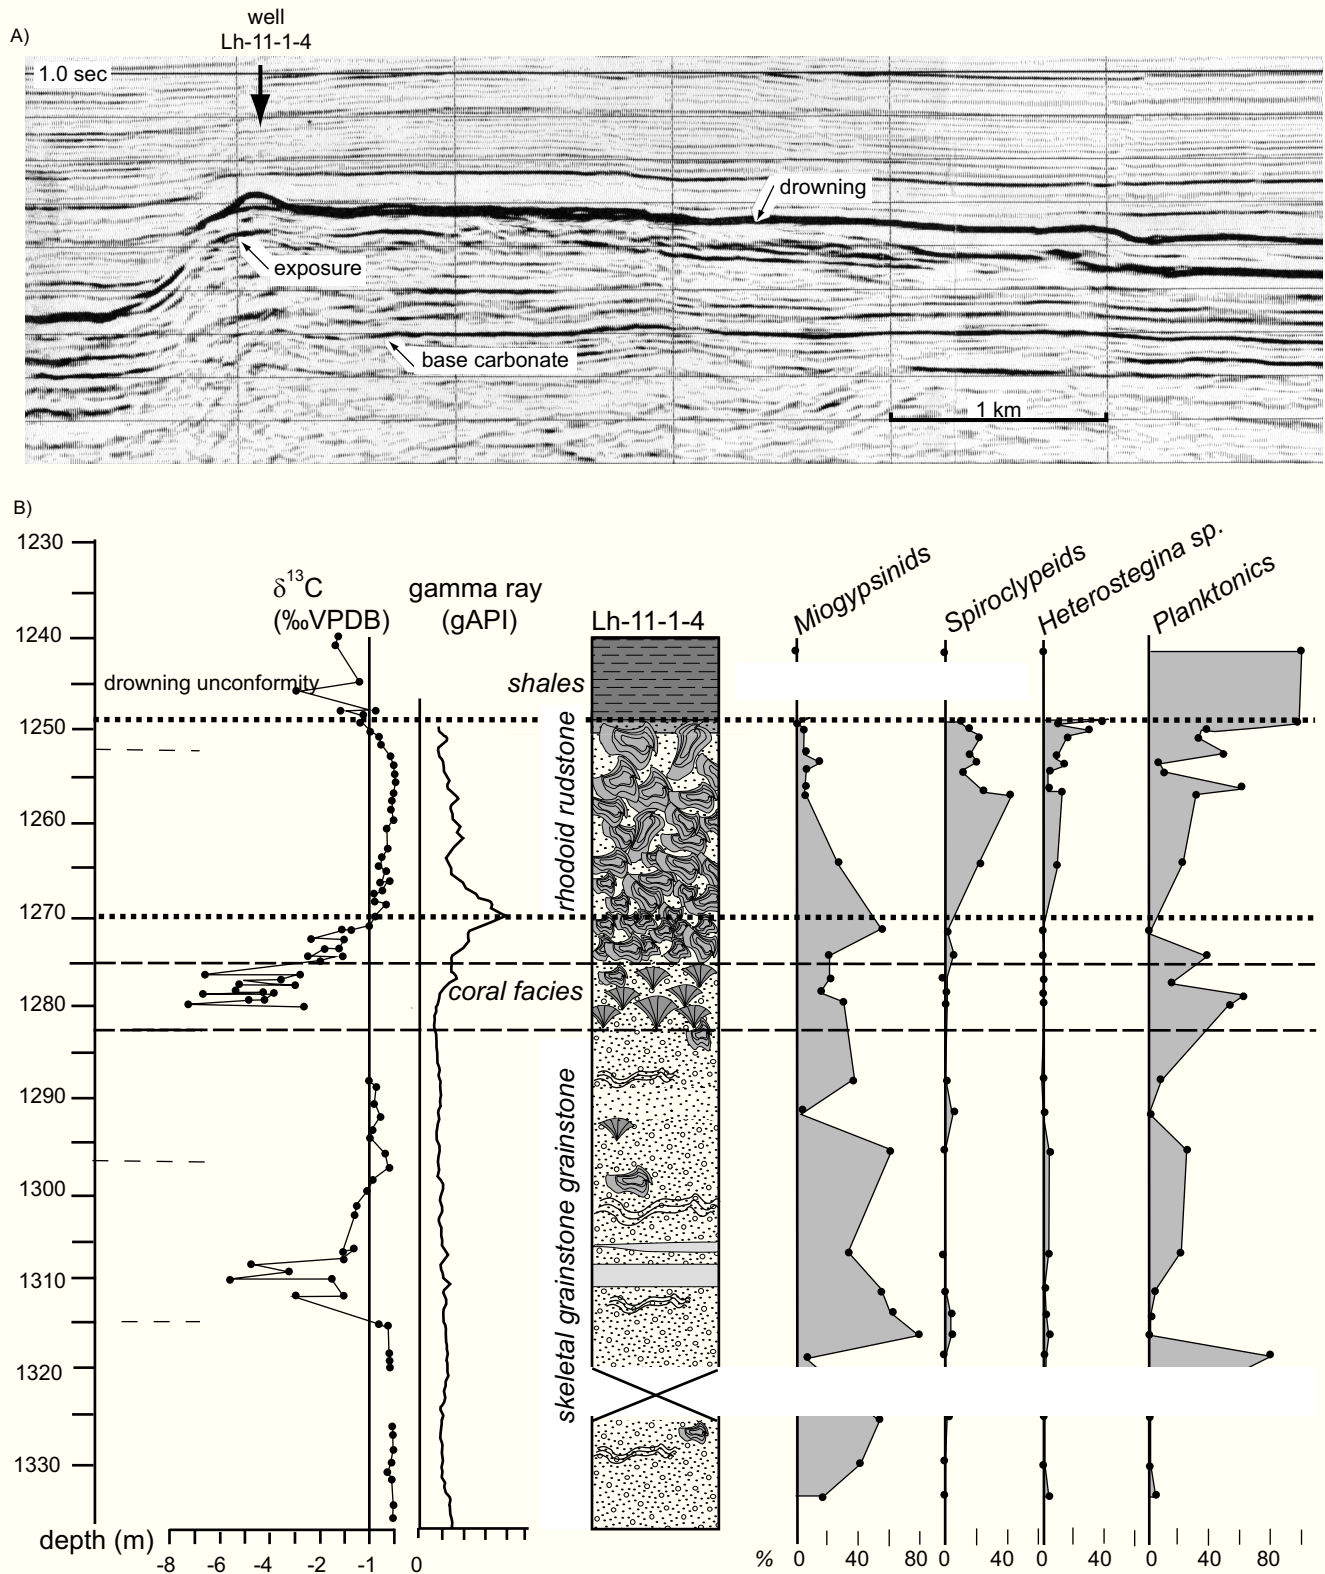 A)
well
Lh-11-1-4
1.0 sec
drowning
exposure
base carbonate
1 km
B)
1230
1240
1250
1260
1270
1280
1290
1300
1310
1320
1330
depth (m)
δ¹³C
(‰VPDB)
gamma ray
(gAPI)
Lh-11-1-4
Miogypsinids
Spiroclypeids
Heterostegina sp.
Planktonics
drowning unconformity
shales
rhodoid rudstone
coral facies
skeletal grainstone grainstone
-8 -6 -4 -2 -1 0
% 0 40 80 0 40 0 40 0 40 80